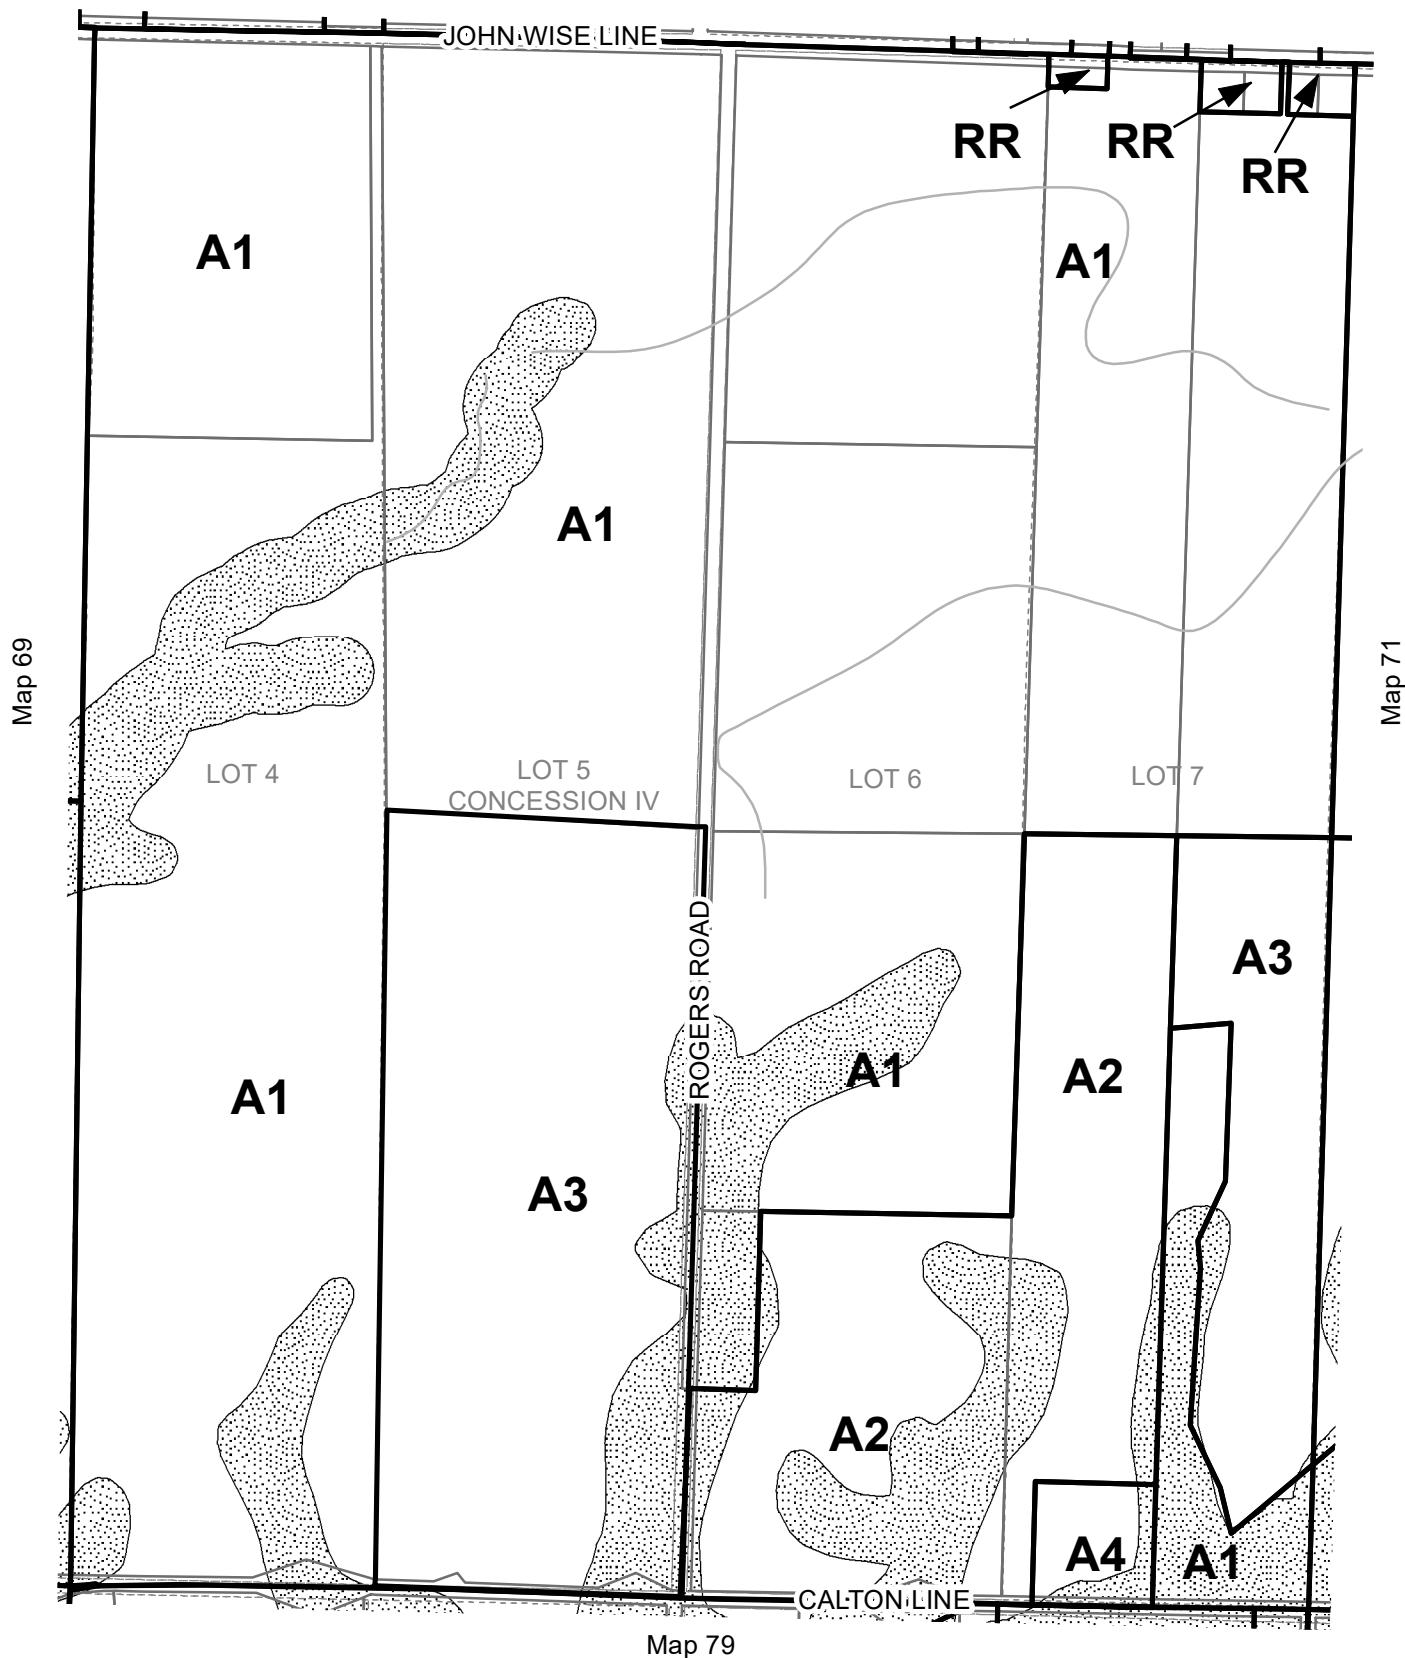 JOHN WISE LINE
RR
RR
RR
A1
A1
A1
Map 69
Map 71
LOT 4
LOT 5
CONCESSION IV
LOT 6
LOT 7
ROGERS ROAD
A3
A1
A2
A1
A3
A2
A4
A1
CALTON LINE
Map 79